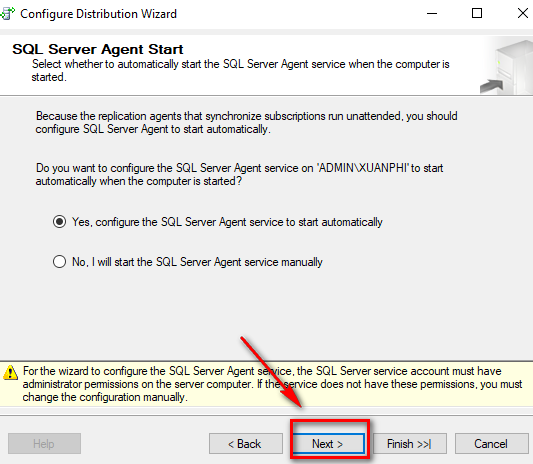 Configure Distribution Wizard
SQL Server Agent Start
Select whether to automatically start the SQL Server Agent service when the computer is
started.
Because the replication agents that synchronize subscriptions run unattended, you should
configure SQL Server Agent to start automatically.
Do you want to configure the SQL Server Agent service on 'ADMIN\XUANPHI' to start
automatically when the computer is started?
Yes, configure the SQL Server Agent service to start automatically
No, I will start the SQL Server Agent service manually
For the wizard to configure the SQL Server Agent service, the SQL Server service account must have
administrator permissions on the server computer. If the service does not have these permissions, you must
change the configuration manually.
Help
< Back
Next >
Finish >>|
Cancel